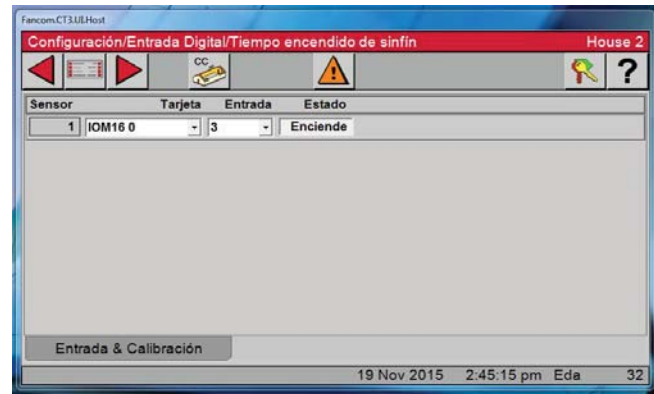 Fancom.CT3.UI.Host
Configuración/Entrada Digital/Tiempo encendido de sinfín House 2
CC ?
Sensor Tarjeta Entrada Estado
1 IOM16 0 3 Enciende
Entrada & Calibración
19 Nov 2015 2:45:15 pm Eda 32